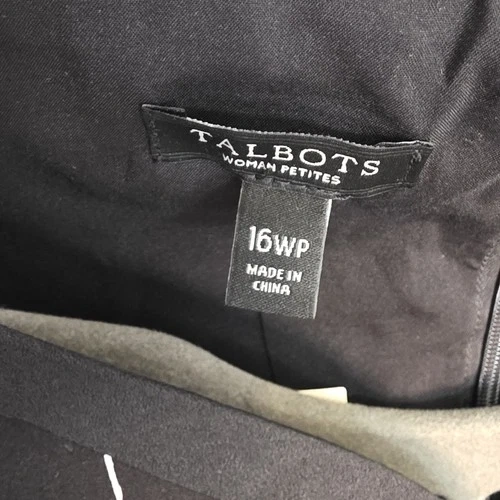 TALBOTS
WOMAN PETITES
16WP
MADE IN
CHINA